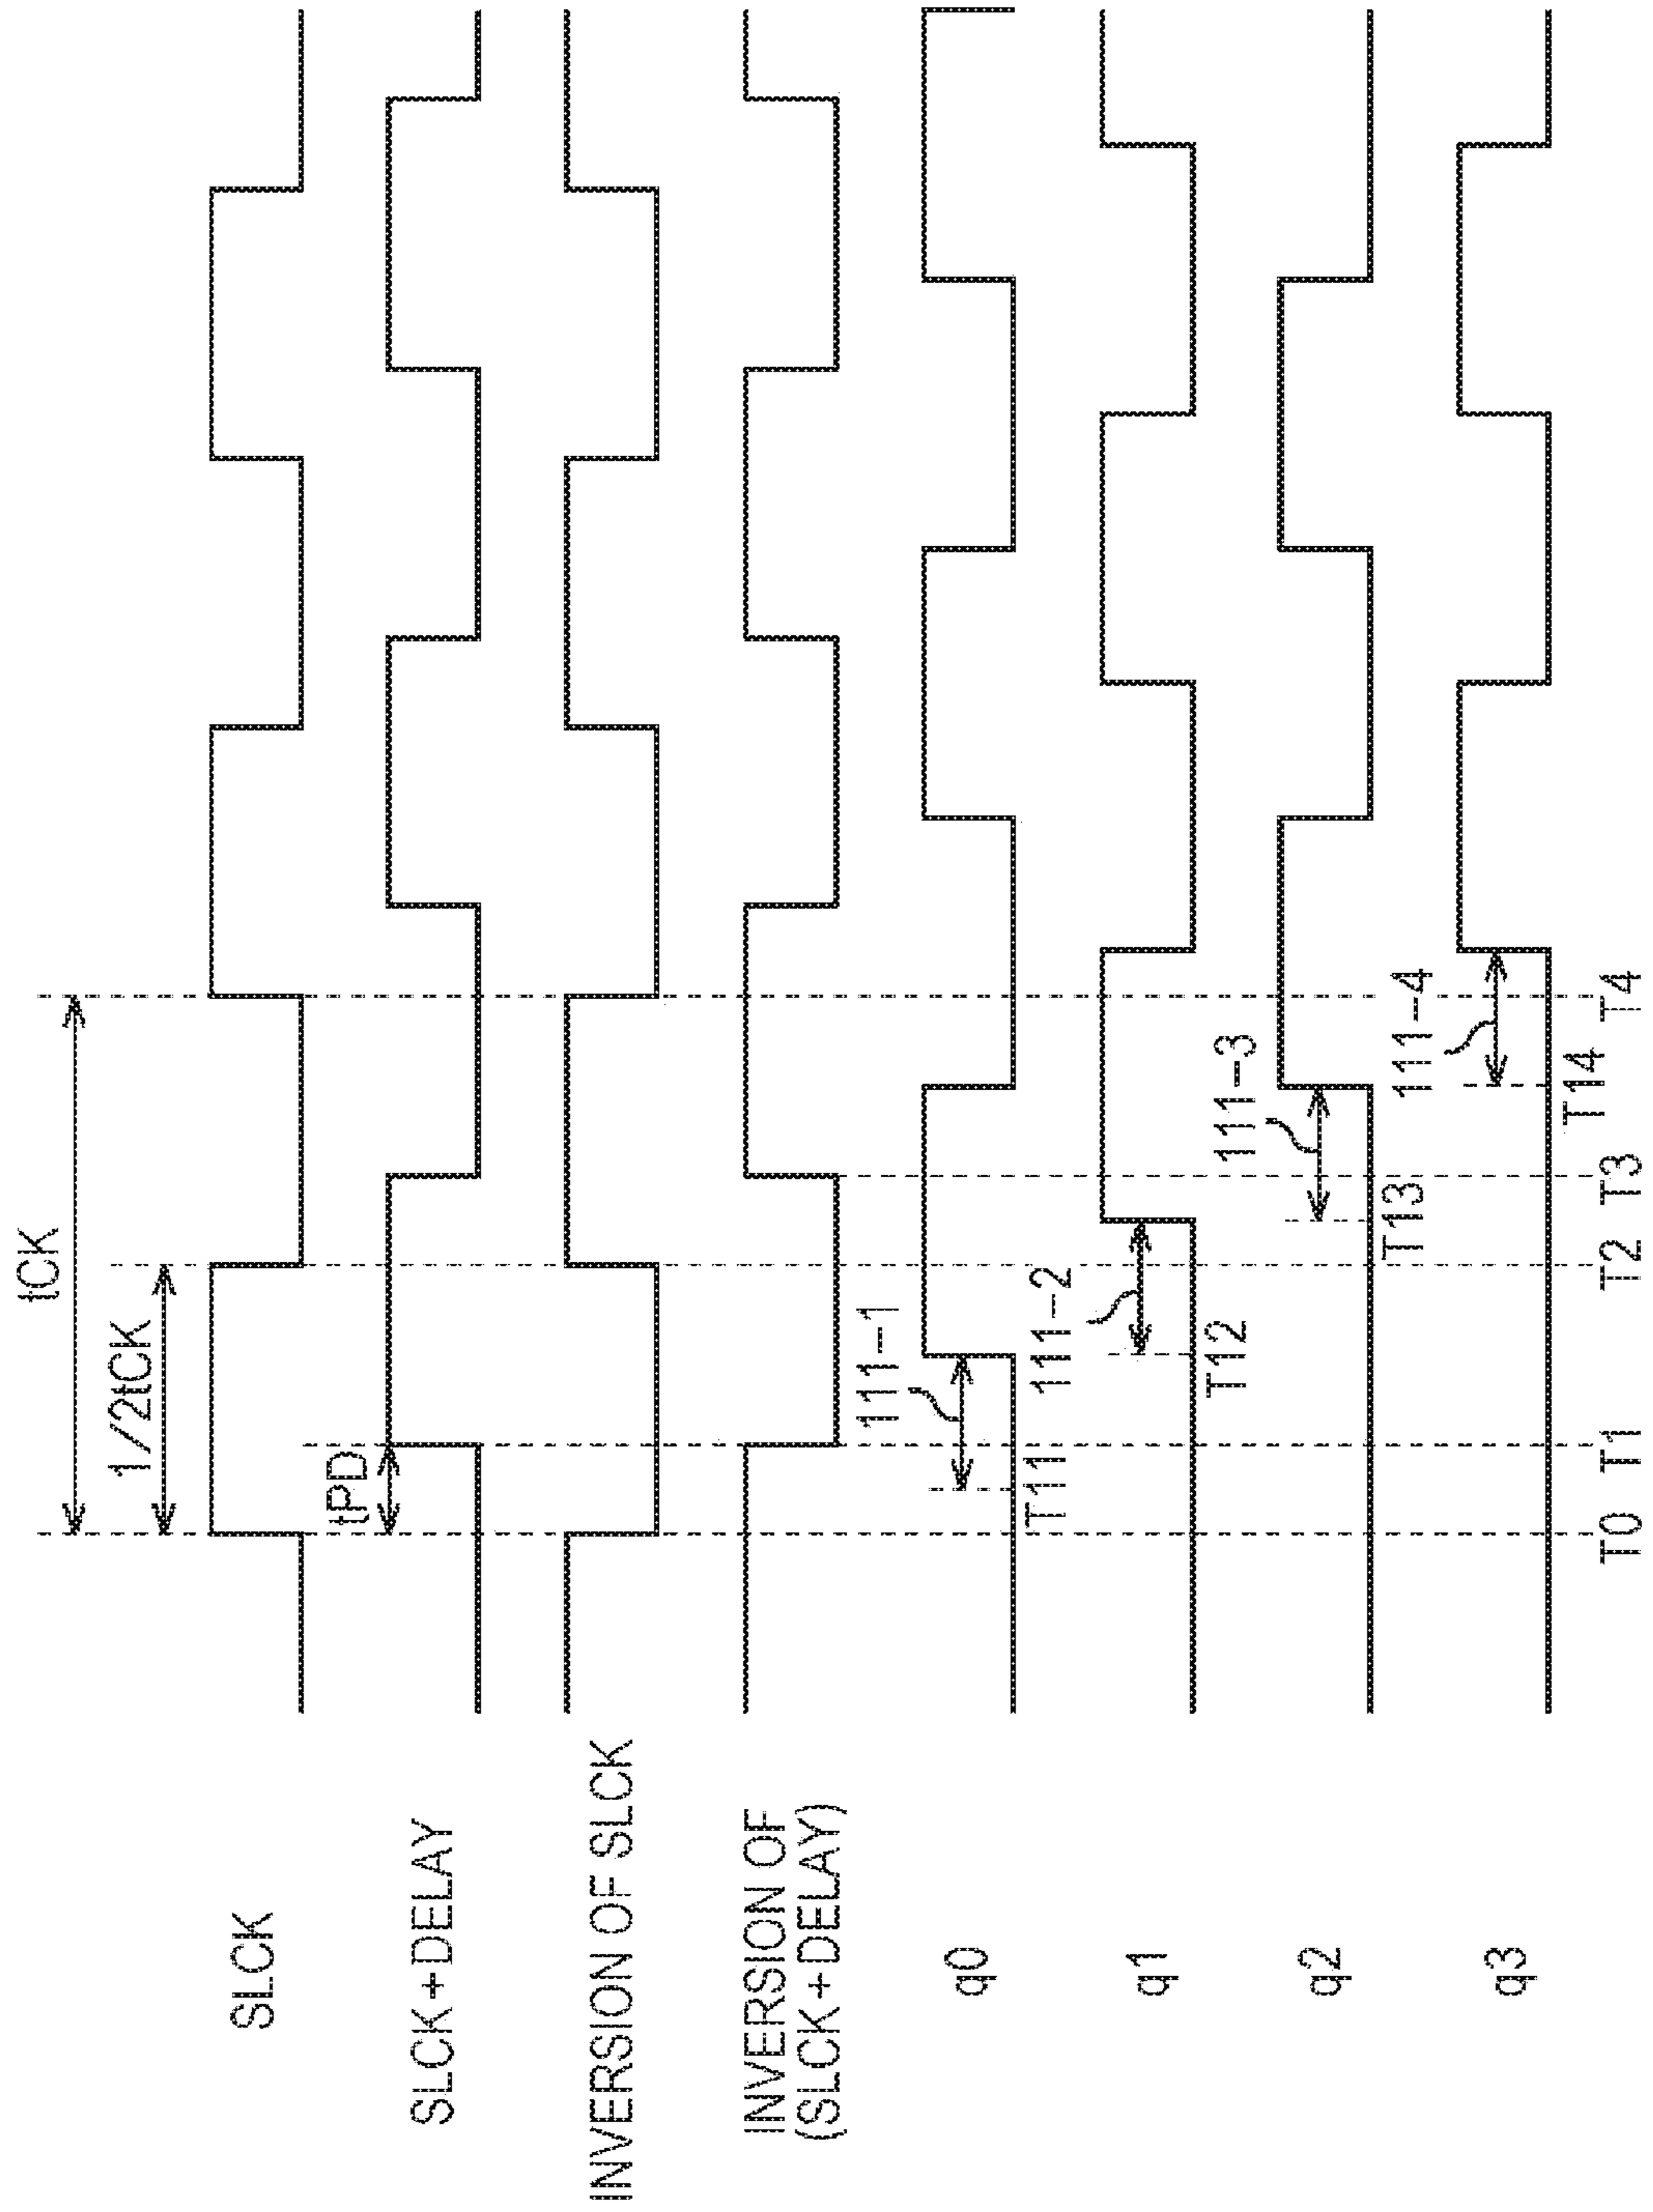 tCK
1/2tCK
SLCK
tPD
SLCK+DELAY
INVERSION OF SLCK
INVERSION OF
(SLCK+DELAY)
111-1
q0
T11
111-2
q1
T12
111-3
q2
T13
111-4
q3
T14
T0
T1
T2
T3
T4